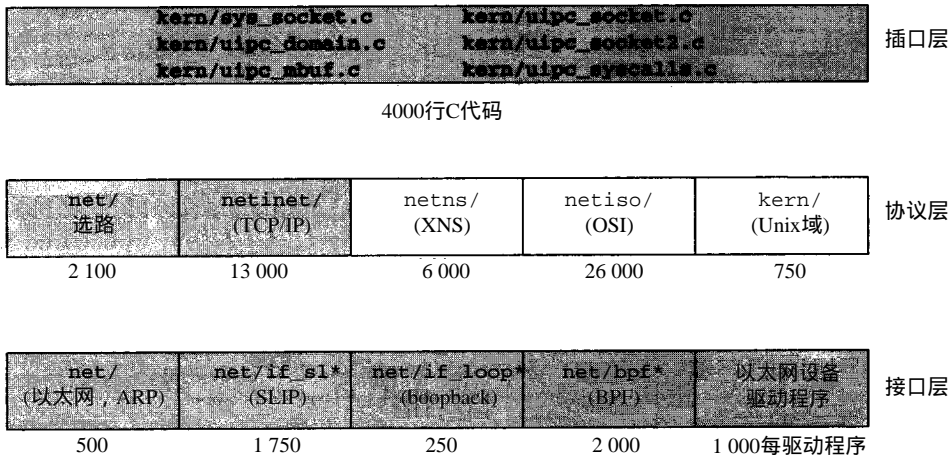 kern/sys_socket.c kern/uipc_socket.c
kern/uipc_domain.c kern/uipc_socket2.c
kern/uipc_mbuf.c kern/uipc_syscalls.c
插口层
4000行C代码
net/ netinet/ netns/ netiso/ kern/
选路 (TCP/IP) (XNS) (OSI) (Unix域)
协议层
2 100 13 000 6 000 26 000 750
net/ net/if_sl* net/if_loop* net/bpf* 以太网设备
(以太网，ARP) (SLIP) (boopback) (BPF) 驱动程序
接口层
500 1 750 250 2 000 1 000每驱动程序